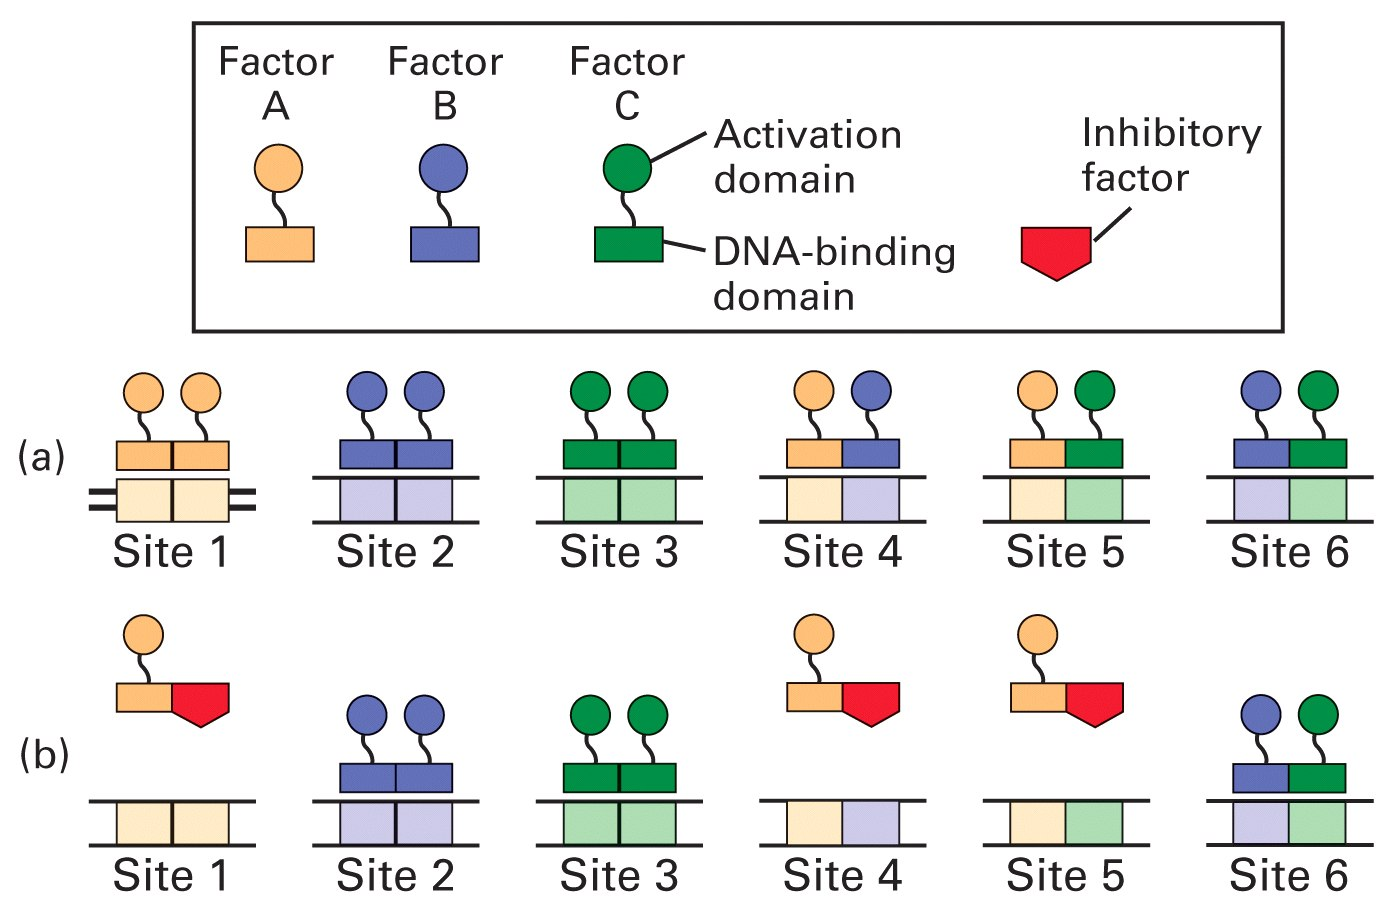 Factor A
Factor B
Factor C
Activation domain
DNA-binding domain
Inhibitory factor
(a)
Site 1
Site 2
Site 3
Site 4
Site 5
Site 6
(b)
Site 1
Site 2
Site 3
Site 4
Site 5
Site 6